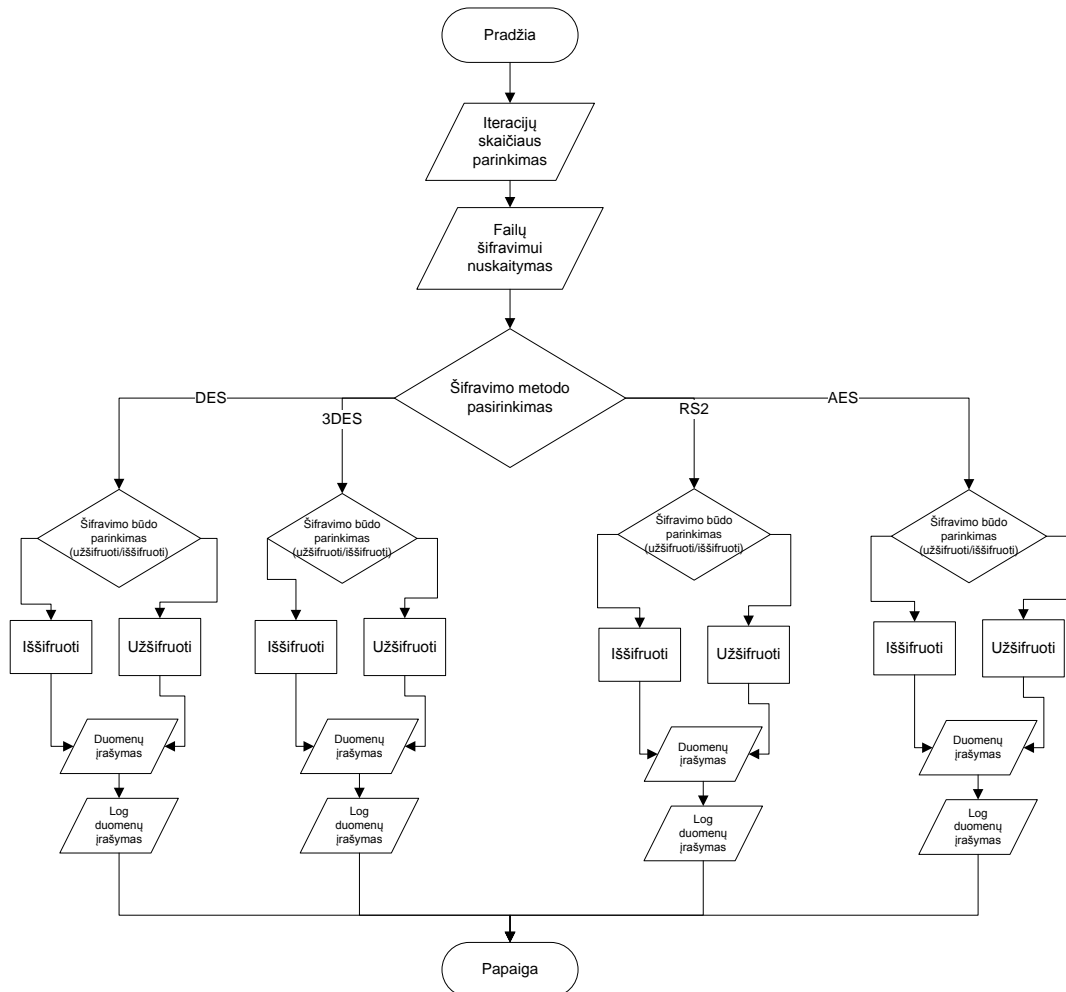 Pradžia
Iteracijų
skaičiaus
parinkimas
Failų
šifravimui
nuskaitymas
Šifravimo metodo
pasirinkimas
DES
3DES
RS2
AES
Šifravimo būdo
parinkimas
(užšifruoti/iššifruoti)
Šifravimo būdo
parinkimas
(užšifruoti/iššifruoti)
Šifravimo būdo
parinkimas
(užšifruoti/iššifruoti)
Šifravimo būdo
parinkimas
(užšifruoti/iššifruoti)
Iššifruoti
Užšifruoti
Iššifruoti
Užšifruoti
Iššifruoti
Užšifruoti
Iššifruoti
Užšifruoti
Duomenų
įrašymas
Duomenų
įrašymas
Duomenų
įrašymas
Duomenų
įrašymas
Log
duomenų
įrašymas
Log
duomenų
įrašymas
Log
duomenų
įrašymas
Log
duomenų
įrašymas
Papaiga